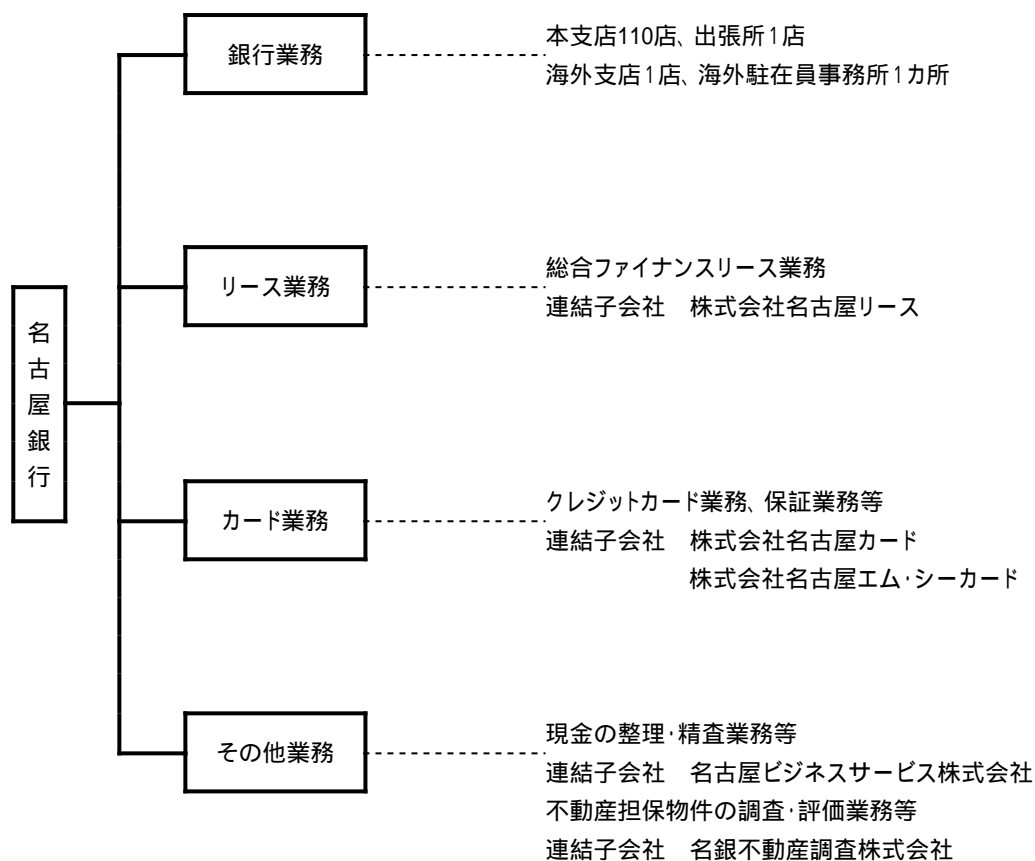 銀行業務
本支店110店、出張所1店
海外支店1店、海外駐在員事務所1カ所
リース業務
総合ファイナンスリース業務
連結子会社 株式会社名古屋リース
名古屋銀行
カード業務
クレジットカード業務、保証業務等
連結子会社 株式会社名古屋カード
株式会社名古屋エム・シーカード
その他業務
現金の整理・精査業務等
連結子会社 名古屋ビジネスサービス株式会社
不動産担保物件の調査・評価業務等
連結子会社 名銀不動産調査株式会社